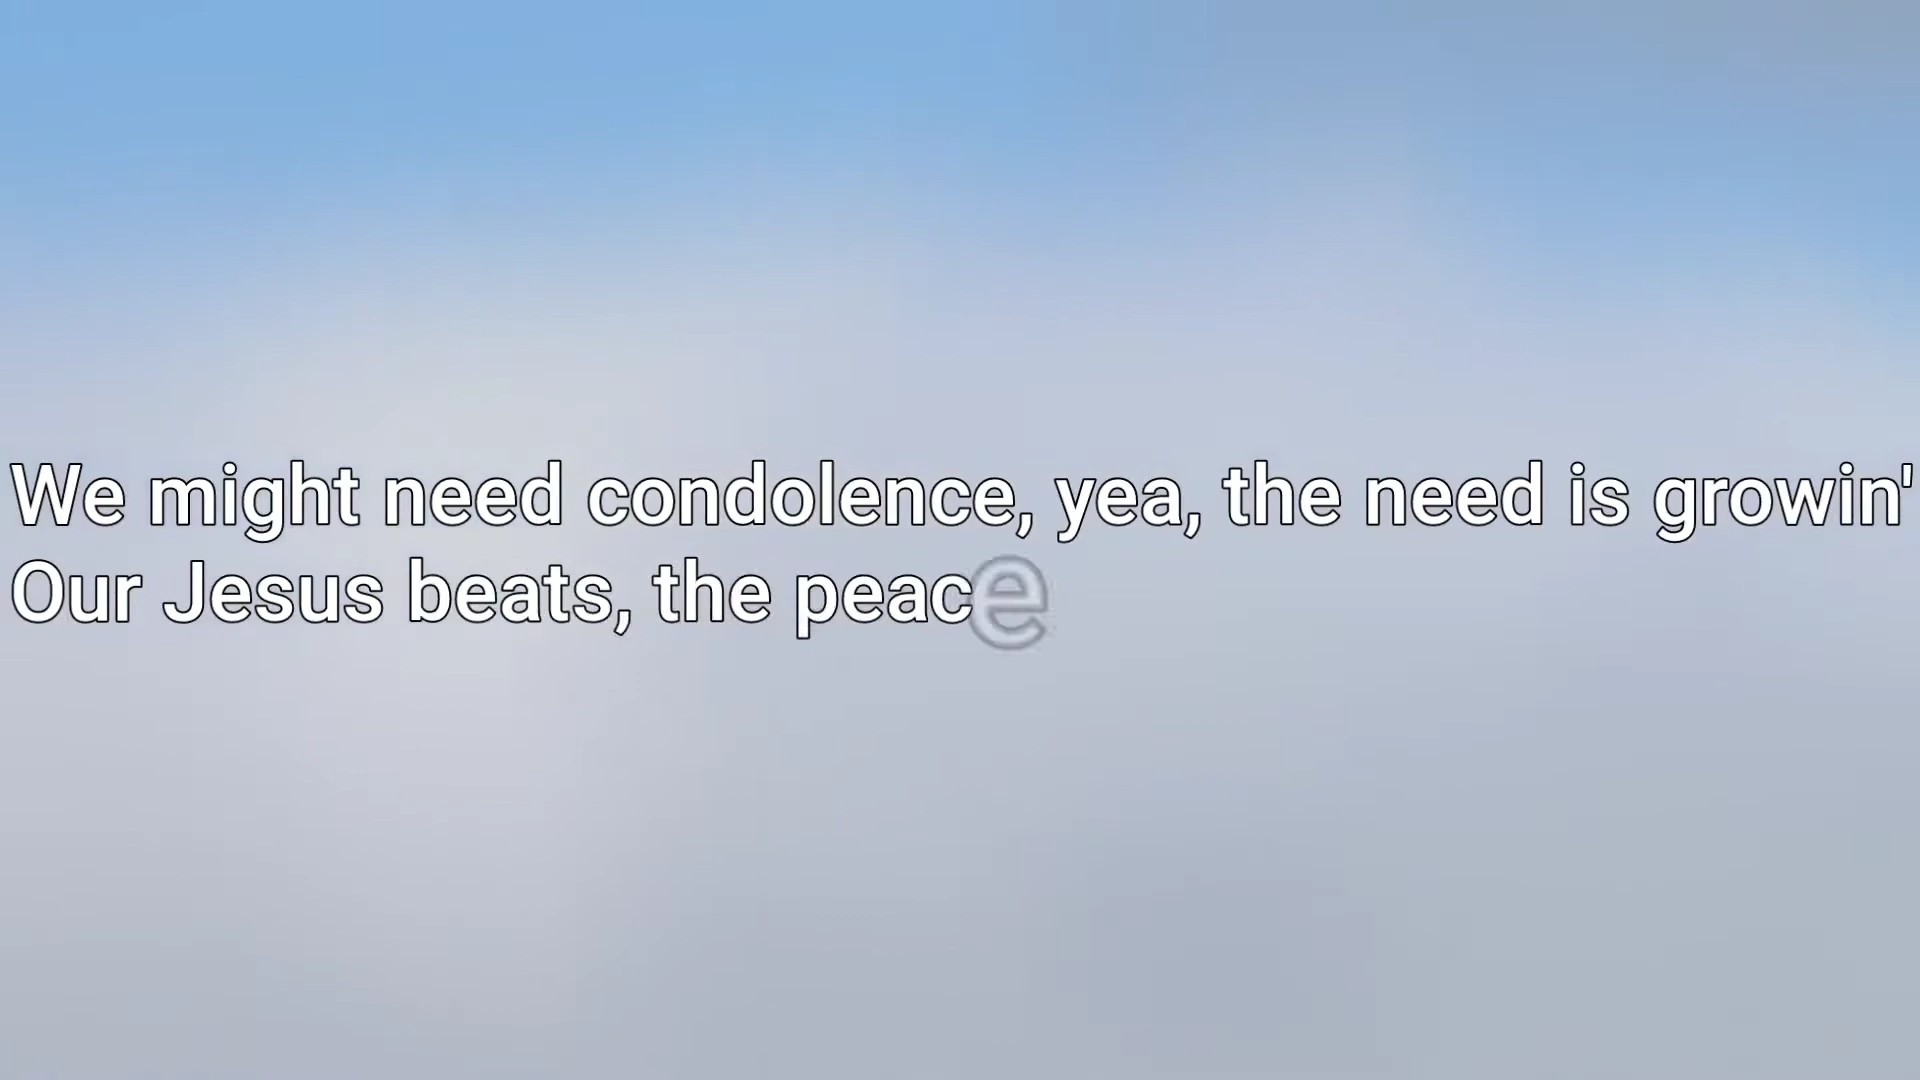 We might need condolence, yea, the need is growin'
Our Jesus beats, the peace